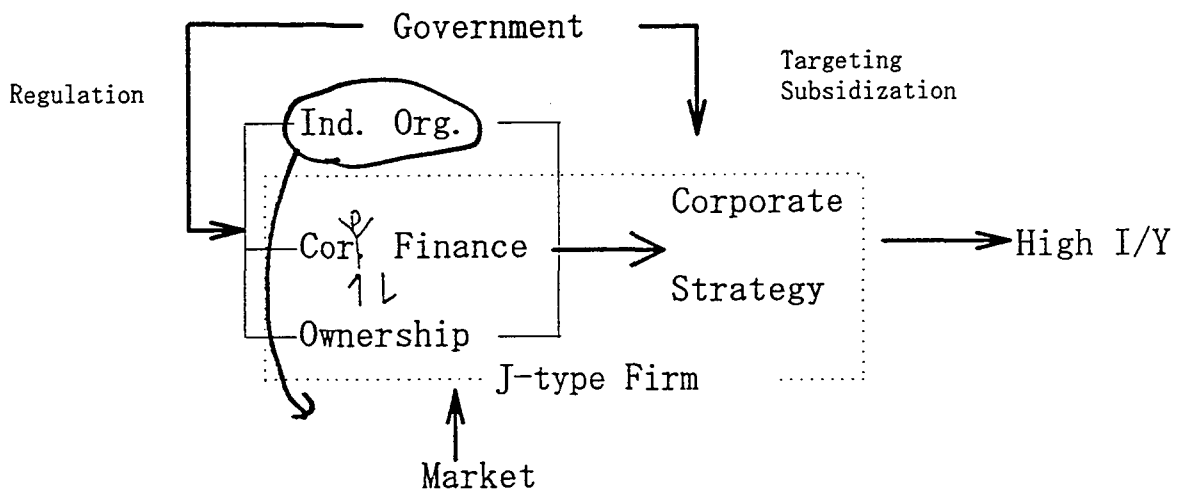 Government
Targeting
Subsidization
Regulation
Ind. Org.
Corporate
Cor. Finance
High I/Y
Strategy
Ownership
J-type Firm
Market